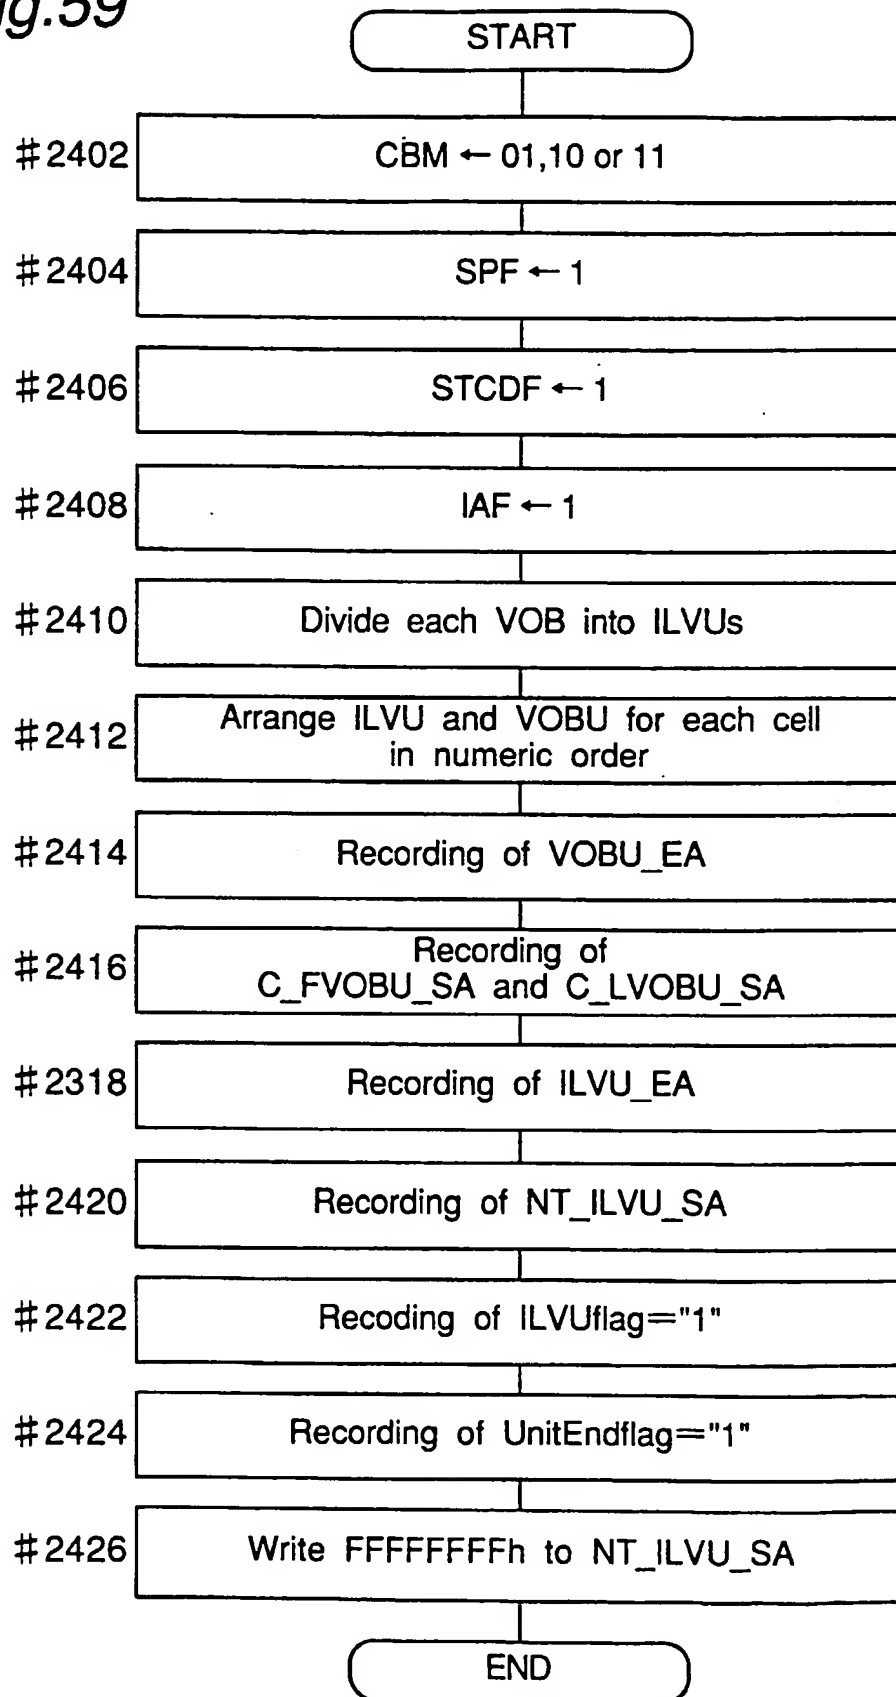 ig.59
START
#2402 CBM ← 01,10 or 11
#2404 SPF ← 1
#2406 STCDF ← 1
#2408 IAF ← 1
#2410 Divide each VOB into ILVUs
#2412 Arrange ILVU and VOBU for each cell
in numeric order
#2414 Recording of VOBU_EA
#2416 Recording of
C_FVOBU_SA and C_LVOBU_SA
#2318 Recording of ILVU_EA
#2420 Recording of NT_ILVU_SA
#2422 Recoding of ILVUflag="1"
#2424 Recording of UnitEndflag="1"
#2426 Write FFFFFFFFh to NT_ILVU_SA
END